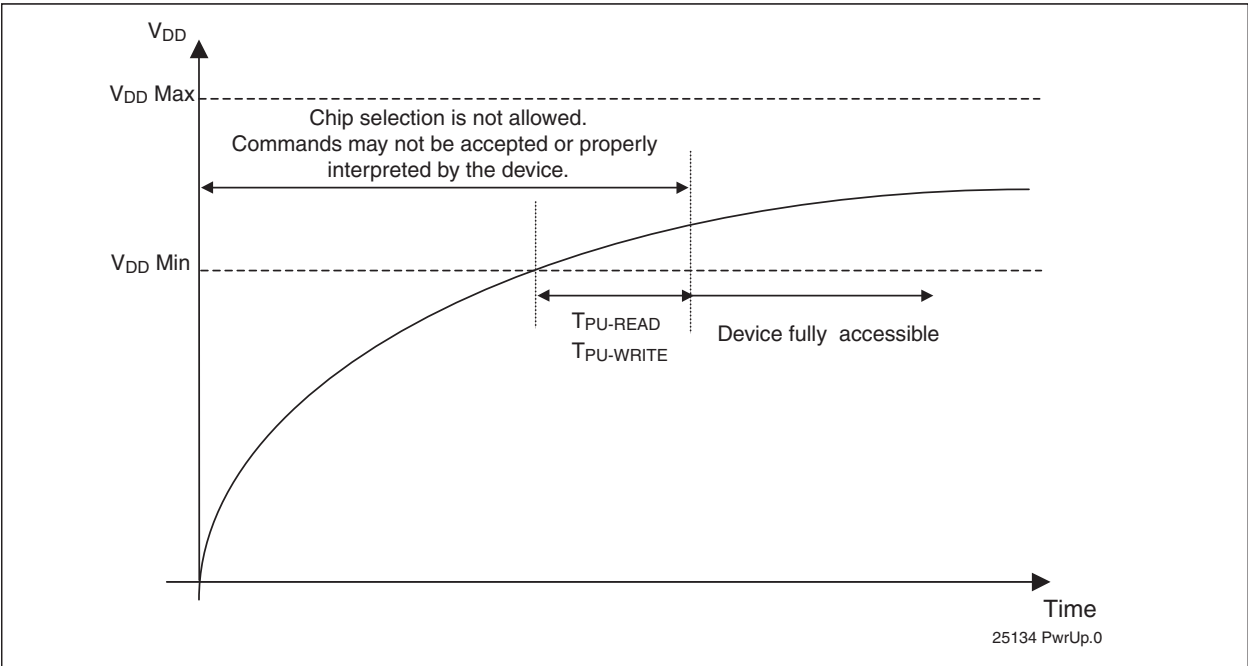 VDD
VDD Max
Chip selection is not allowed.
Commands may not be accepted or properly
interpreted by the device.
VDD Min
TPU-READ
TPU-WRITE
Device fully accessible
Time
25134 PwrUp.0